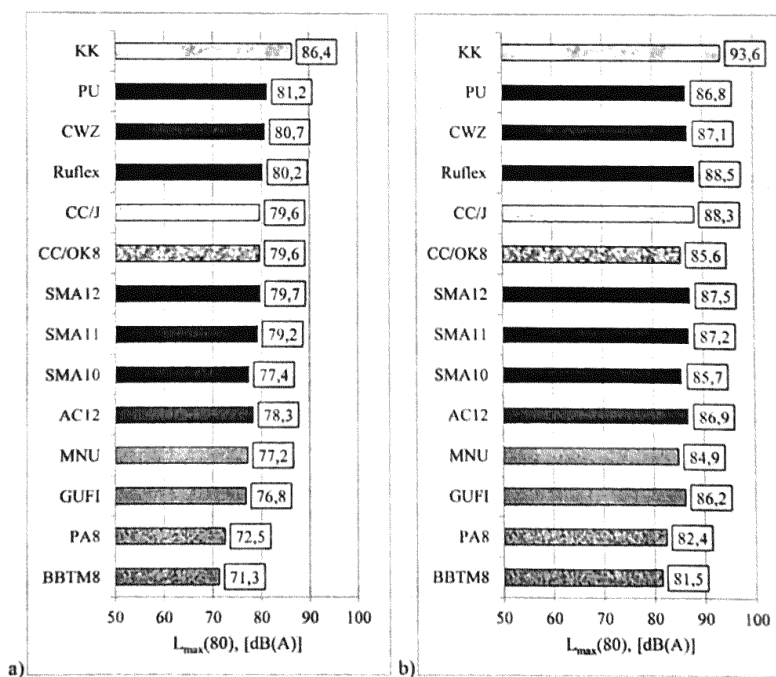 KK 86,4
PU 81,2
CWZ 80,7
Ruflex 80,2
CC/J 79,6
CC/OK8 79,6
SMA12 79,7
SMA11 79,2
SMA10 77,4
AC12 78,3
MNU 77,2
GUFI 76,8
PA8 72,5
BBTM8 71,3
50 60 70 80 90 100
Lmax(80), [dB(A)]
a)
KK 93,6
PU 86,8
CWZ 87,1
Ruflex 88,5
CC/J 88,3
CC/OK8 85,6
SMA12 87,5
SMA11 87,2
SMA10 85,7
AC12 86,9
MNU 84,9
GUFI 86,2
PA8 82,4
BBTM8 81,5
50 60 70 80 90 100
Lmax(80), [dB(A)]
b)